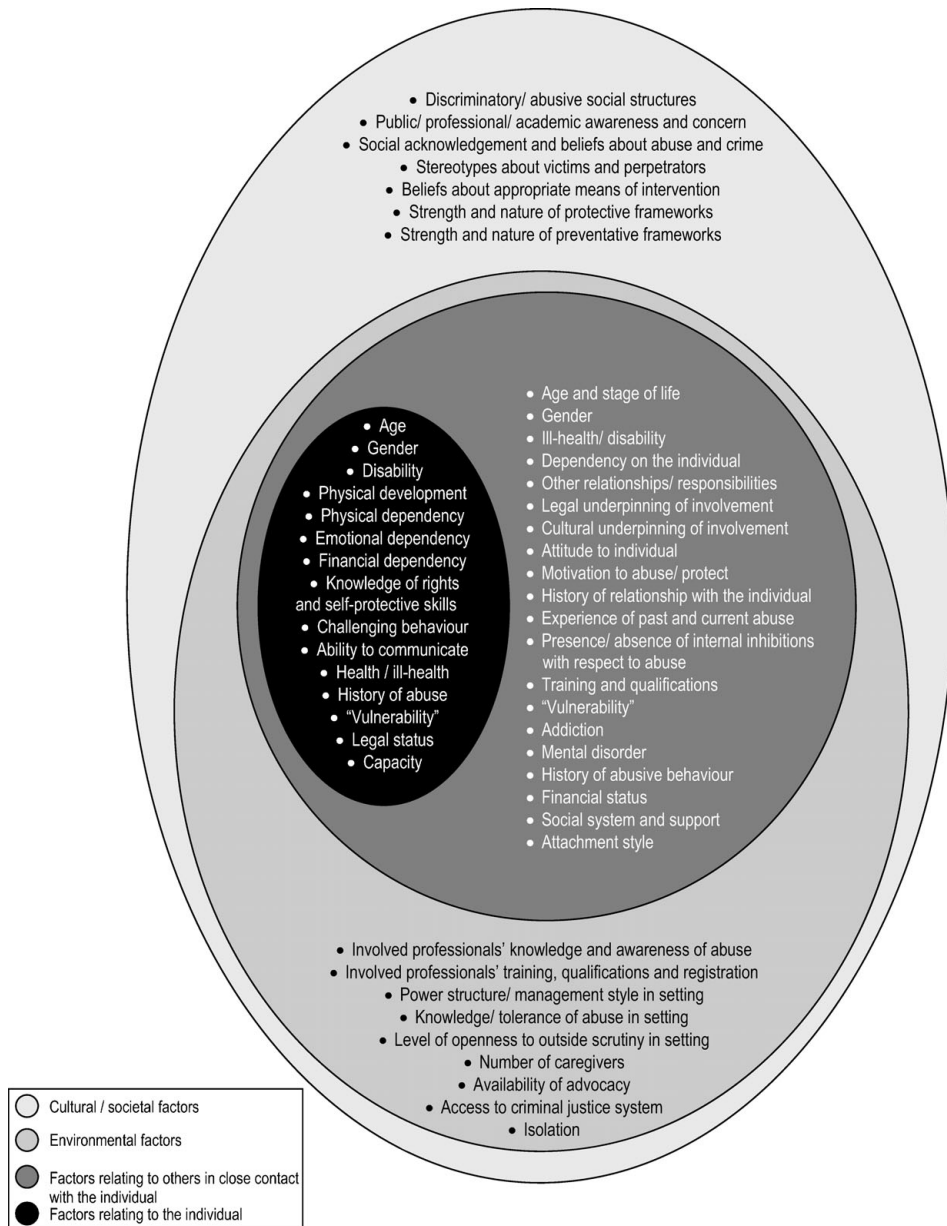 • Discriminatory/ abusive social structures
• Public/ professional/ academic awareness and concern
• Social acknowledgement and beliefs about abuse and crime
• Stereotypes about victims and perpetrators
• Beliefs about appropriate means of intervention
• Strength and nature of protective frameworks
• Strength and nature of preventative frameworks
• Age
• Gender
• Disability
• Physical development
• Physical dependency
• Emotional dependency
• Financial dependency
• Knowledge of rights
and self-protective skills
• Challenging behaviour
• Ability to communicate
• Health / ill-health
• History of abuse
• “Vulnerability”
• Legal status
• Capacity
• Age and stage of life
• Gender
• Ill-health/ disability
• Dependency on the individual
• Other relationships/ responsibilities
• Legal underpinning of involvement
• Cultural underpinning of involvement
• Attitude to individual
• Motivation to abuse/ protect
• History of relationship with the individual
• Experience of past and current abuse
• Presence/ absence of internal inhibitions
with respect to abuse
• Training and qualifications
• “Vulnerability”
• Addiction
• Mental disorder
• History of abusive behaviour
• Financial status
• Social system and support
• Attachment style
• Involved professionals’ knowledge and awareness of abuse
• Involved professionals’ training, qualifications and registration
• Power structure/ management style in setting
• Knowledge/ tolerance of abuse in setting
• Level of openness to outside scrutiny in setting
• Number of caregivers
• Availability of advocacy
• Access to criminal justice system
• Isolation
Cultural / societal factors
Environmental factors
Factors relating to others in close contact
with the individual
Factors relating to the individual